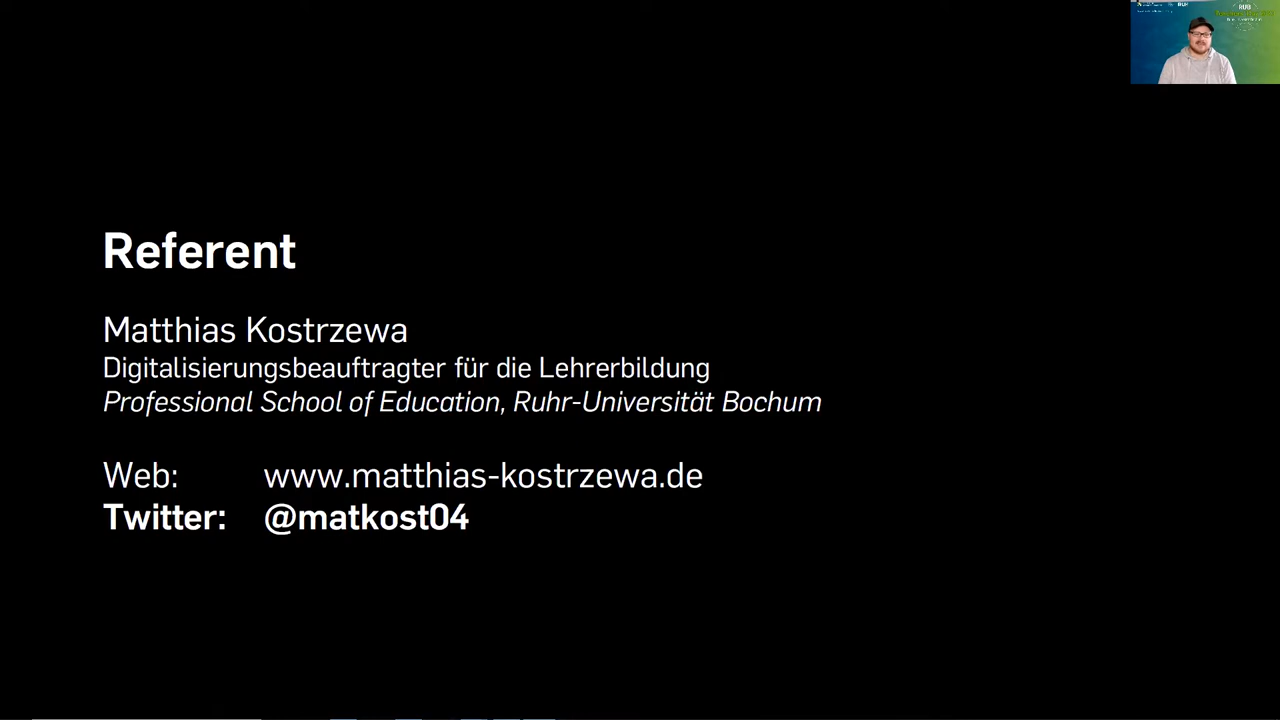 RUB
Referent
Matthias Kostrzewa
Digitalisierungsbeauftragter für die Lehrerbildung
Professional School of Education, Ruhr-Universität Bochum
Web: www.matthias-kostrzewa.de
Twitter: @matkost04